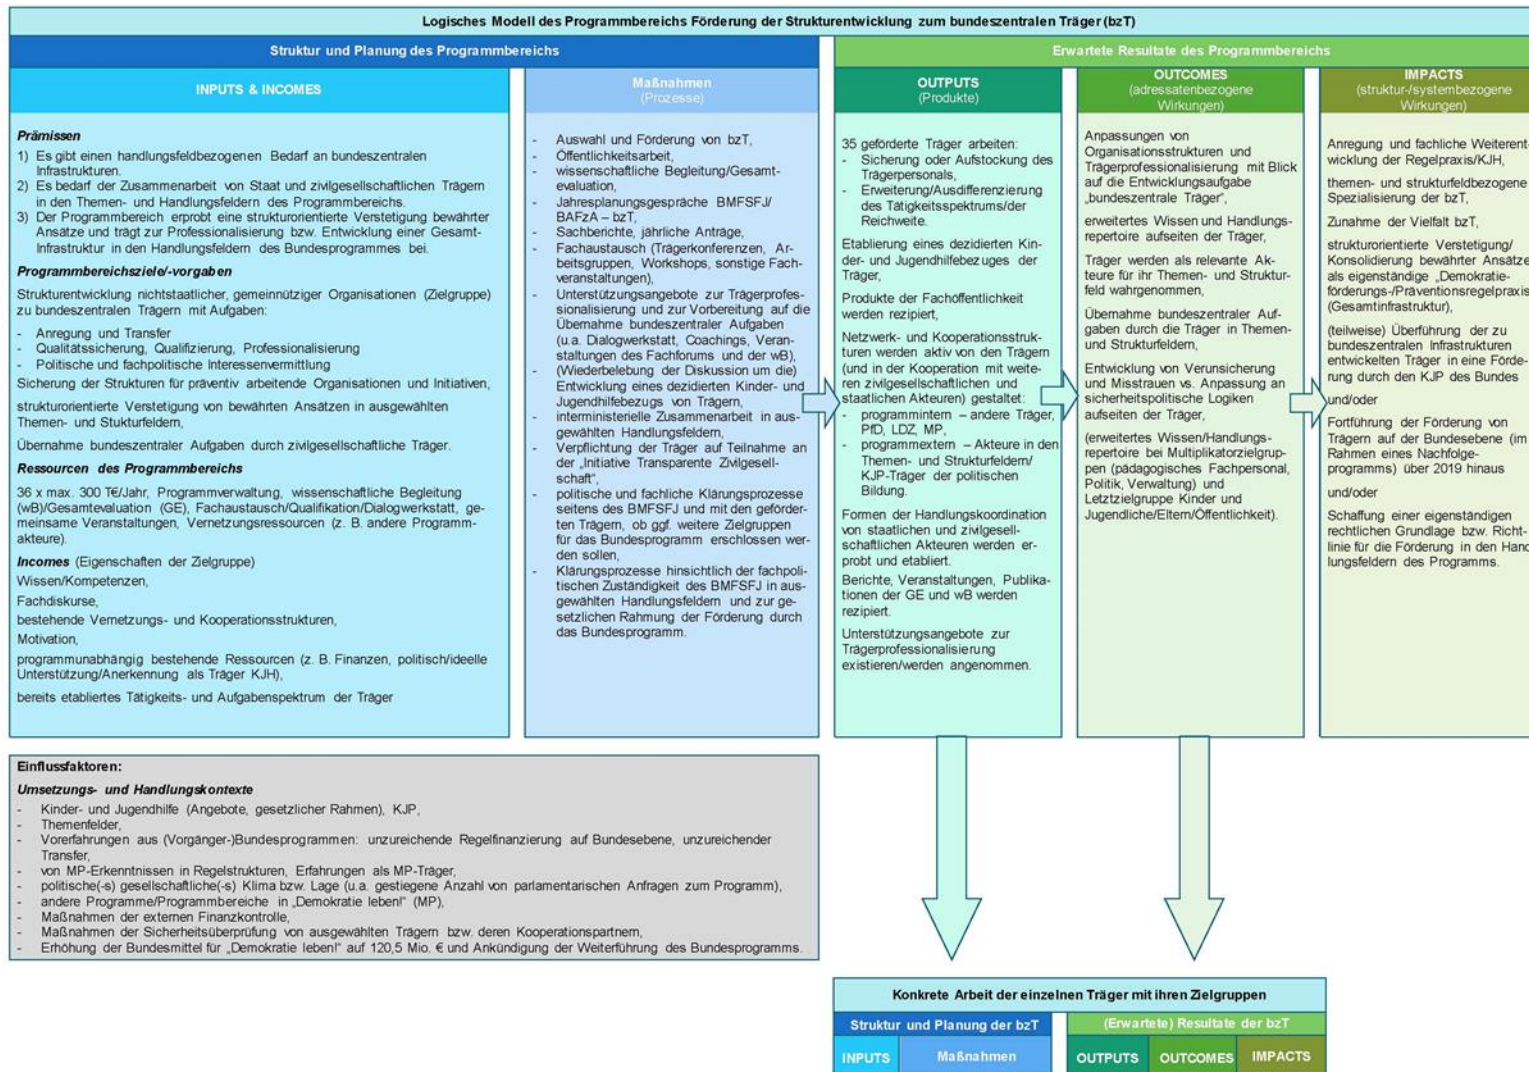 Logisches Modell des Programmbereichs Förderung der Strukturentwicklung zum bundeszentralen Träger (bzT)
Struktur und Planung des Programmbereichs
Erwartete Resultate des Programmbereichs
INPUTS & INCOMES
Prämissen
1) Es gibt einen handlungsfeldbezogenen Bedarf an bundeszentralen
Infrastrukturen.
2) Es bedarf der Zusammenarbeit von Staat und zivilgesellschaftlichen Trägern
in den Themen- und Handlungsfeldern des Programmbereichs.
3) Der Programmbereich erprobt eine strukturorientierte Verstetigung bewährter
Ansätze und trägt zur Professionalisierung bzw. Entwicklung einer Gesamt-
Infrastruktur in den Handlungsfeldern des Bundesprogrammes bei.
Programmbereichsziele/-vorgaben
Strukturentwicklung nichtstaatlicher, gemeinnütziger Organisationen (Zielgruppe)
zu bundeszentralen Trägern mit Aufgaben:
- Anregung und Transfer
- Qualitätssicherung, Qualifizierung, Professionalisierung
- Politische und fachpolitische Interessenvermittlung
Sicherung der Strukturen für präventiv arbeitende Organisationen und Initiativen,
strukturorientierte Verstetigung von bewährten Ansätzen in ausgewählten
Themen- und Stukturfeldern,
Übernahme bundeszentraler Aufgaben durch zivilgesellschaftliche Träger.
Ressourcen des Programmbereichs
36 x max. 300 T€/Jahr, Programmverwaltung, wissenschaftliche Begleitung
(wB)/Gesamtevaluation (GE), Fachaustausch/Qualifikation/Dialogwerkstatt, ge-
meinsame Veranstaltungen, Vernetzungsressourcen (z. B. andere Programm-
akteure).
Incomes (Eigenschaften der Zielgruppe)
Wissen/Kompetenzen,
Fachdiskurse,
bestehende Vernetzungs- und Kooperationsstrukturen,
Motivation,
programmunabhängig bestehende Ressourcen (z. B. Finanzen, politisch/ideelle
Unterstützung/Anerkennung als Träger KJH),
bereits etabliertes Tätigkeits- und Aufgabenspektrum der Träger
Maßnahmen
(Prozesse)
- Auswahl und Förderung von bzT,
- Öffentlichkeitsarbeit,
- wissenschaftliche Begleitung/Gesamt-
evaluation,
- Jahresplanungsgespräche BMFSFJ/
BAFzA – bzT,
- Sachberichte, jährliche Anträge,
- Fachaustausch (Trägerkonferenzen, Ar-
beitsgruppen, Workshops, sonstige Fach-
veranstaltungen),
- Unterstützungsangebote zur Trägerprofes-
sionalisierung und zur Vorbereitung auf die
Übernahme bundeszentraler Aufgaben
(u.a. Dialogwerkstatt, Coachings, Veran-
staltungen des Fachforums und der wB),
- (Wiederbelebung der Diskussion um die)
Entwicklung eines dezidierten Kinder- und
Jugendhilfebezugs von Trägern,
- interministerielle Zusammenarbeit in aus-
gewählten Handlungsfeldern,
- Verpflichtung der Träger auf Teilnahme an
der „Initiative Transparente Zivilgesell-
schaft“,
- politische und fachliche Klärungsprozesse
seitens des BMFSFJ und mit den geförder-
ten Trägern, ob ggf. weitere Zielgruppen
für das Bundesprogramm erschlossen wer-
den sollen,
- Klärungsprozesse hinsichtlich der fachpoli-
tischen Zuständigkeit des BMFSFJ in aus-
gewählten Handlungsfeldern und zur ge-
setzlichen Rahmung der Förderung durch
das Bundesprogramm.
OUTPUTS
(Produkte)
35 geförderte Träger arbeiten:
- Sicherung oder Aufstockung des
Trägerpersonals,
- Erweiterung/Ausdifferenzierung
des Tätigkeitsspektrums/der
Reichweite.
Etablierung eines dezidierten Kin-
der- und Jugendhilfebezuges der
Träger,
Produkte der Fachöffentlichkeit
werden rezipiert,
Netzwerk- und Kooperationsstruk-
turen werden aktiv von den Trägern
(und in der Kooperation mit weite-
ren zivilgesellschaftlichen und
staatlichen Akteuren) gestaltet:
- programmintern – andere Träger,
PfD, LDZ, MP,
- programmextern – Akteure in den
Themen- und Strukturfeldern/
KJP-Träger der politischen
Bildung.
Formen der Handlungskoordination
von staatlichen und zivilgesell-
schaftlichen Akteuren werden er-
probt und etabliert.
Berichte, Veranstaltungen, Publika-
tionen der GE und wB werden
rezipiert.
Unterstützungsangebote zur
Trägerprofessionalisierung
existieren/werden angenommen.
OUTCOMES
(adressatenbezogene
Wirkungen)
Anpassungen von
Organisationsstrukturen und
Trägerprofessionalisierung mit Blick
auf die Entwicklungsaufgabe
„bundeszentrale Träger“,
erweitertes Wissen und Handlungs-
repertoire aufseiten der Träger,
Träger werden als relevante Ak-
teure für ihr Themen- und Struktur-
feld wahrgenommen,
Übernahme bundeszentraler Auf-
gaben durch die Träger in Themen-
und Strukturfeldern,
Entwicklung von Verunsicherung
und Misstrauen vs. Anpassung an
sicherheitspolitische Logiken
aufseiten der Träger,
(erweitertes Wissen/Handlungs-
repertoire bei Multiplikatorzielgrup-
pen (pädagogisches Fachpersonal,
Politik, Verwaltung) und
Letztzielgruppe Kinder und
Jugendliche/Eltern/Öffentlichkeit).
IMPACTS
(struktur-/systembezogene
Wirkungen)
Anregung und fachliche Weiterent-
wicklung der Regelpraxis/KJH,
themen- und strukturfeldbezogene
Spezialisierung der bzT,
Zunahme der Vielfalt bzT,
strukturorientierte Verstetigung/
Konsolidierung bewährter Ansätze
als eigenständige „Demokratie-
förderungs-/Präventionsregelpraxis
(Gesamtinfrastruktur),
(teilweise) Überführung der zu
bundeszentralen Infrastrukturen
entwickelten Träger in eine Förde-
rung durch den KJP des Bundes
und/oder
Fortführung der Förderung von
Trägern auf der Bundesebene (im
Rahmen eines Nachfolge-
programms) über 2019 hinaus
und/oder
Schaffung einer eigenständigen
rechtlichen Grundlage bzw. Richt-
linie für die Förderung in den Hand
lungsfeldern des Programms.
Einflussfaktoren:
Umsetzungs- und Handlungskontexte
- Kinder- und Jugendhilfe (Angebote, gesetzlicher Rahmen), KJP,
- Themenfelder,
- Vorerfahrungen aus (Vorgänger-)Bundesprogrammen: unzureichende Regelfinanzierung auf Bundesebene, unzureichender
Transfer,
- von MP-Erkenntnissen in Regelstrukturen, Erfahrungen als MP-Träger,
- politische(-s) gesellschaftliche(-s) Klima bzw. Lage (u.a. gestiegene Anzahl von parlamentarischen Anfragen zum Programm),
- andere Programme/Programmbereiche in „Demokratie leben!“ (MP),
- Maßnahmen der externen Finanzkontrolle,
- Maßnahmen der Sicherheitsüberprüfung von ausgewählten Trägern bzw. deren Kooperationspartnern,
- Erhöhung der Bundesmittel für „Demokratie leben!“ auf 120,5 Mio. € und Ankündigung der Weiterführung des Bundesprogramms.
Konkrete Arbeit der einzelnen Träger mit ihren Zielgruppen
Struktur und Planung der bzT
(Erwartete) Resultate der bzT
INPUTS
Maßnahmen
OUTPUTS
OUTCOMES
IMPACTS